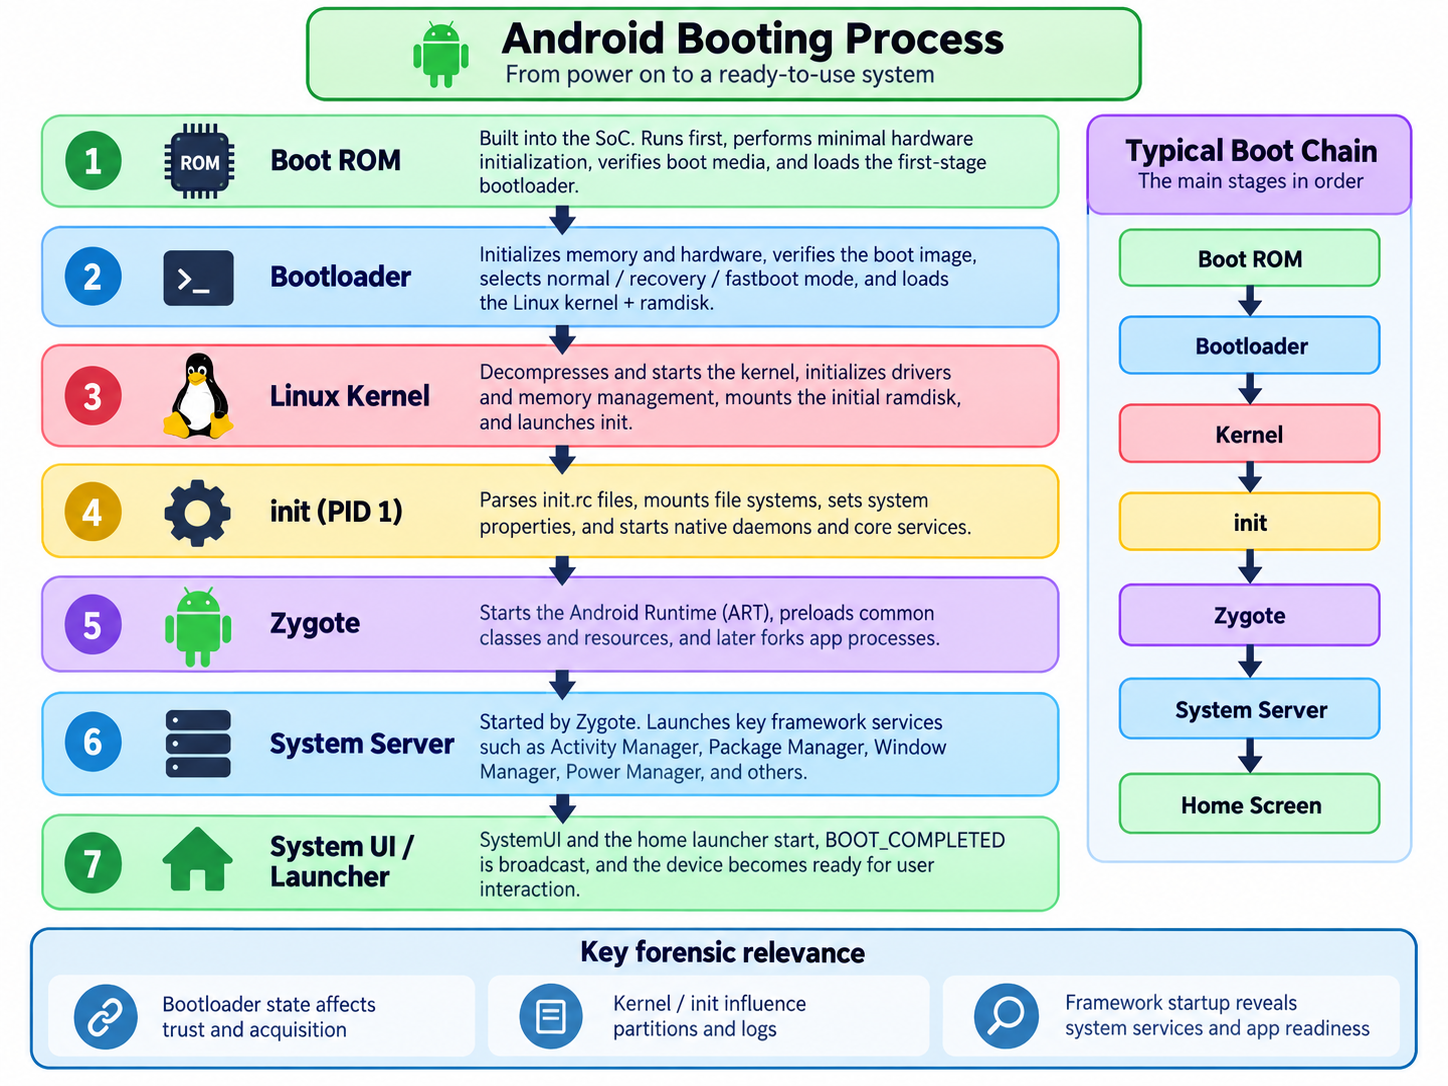 Android Booting Process
From power on to a ready-to-use system
1
ROM
Boot ROM
Built into the SoC. Runs first, performs minimal hardware
initialization, verifies boot media, and loads the first-stage
bootloader.
2
>_
Bootloader
Initializes memory and hardware, verifies the boot image,
selects normal / recovery / fastboot mode, and loads
the Linux kernel + ramdisk.
3
Linux Kernel
Decompresses and starts the kernel, initializes drivers
and memory management, mounts the initial ramdisk,
and launches init.
4
init (PID 1)
Parses init.rc files, mounts file systems, sets system
properties, and starts native daemons and core services.
5
Zygote
Starts the Android Runtime (ART), preloads common
classes and resources, and later forks app processes.
6
System Server
Started by Zygote. Launches key framework services
such as Activity Manager, Package Manager, Window
Manager, Power Manager, and others.
7
System UI /
Launcher
SystemUI and the home launcher start, BOOT_COMPLETED
is broadcast, and the device becomes ready for user
interaction.
Typical Boot Chain
The main stages in order
Boot ROM
Bootloader
Kernel
init
Zygote
System Server
Home Screen
Key forensic relevance
Bootloader state affects
trust and acquisition
Kernel / init influence
partitions and logs
Framework startup reveals
system services and app readiness